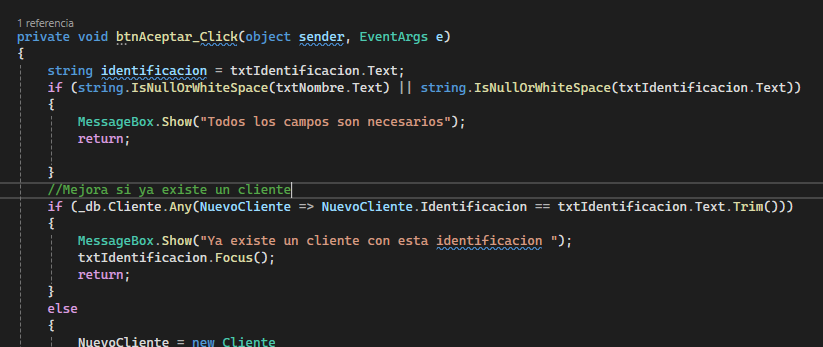 1 referencia
private void btnAceptar_Click(object sender, EventArgs e)
{
string identificacion = txtIdentificacion.Text;
if (string.IsNullOrWhiteSpace(txtNombre.Text) || string.IsNullOrWhiteSpace(txtIdentificacion.Text))
{
MessageBox.Show("Todos los campos son necesarios");
return;
}
//Mejora si ya existe un cliente
if (_db.Cliente.Any(NuevoCliente => NuevoCliente.Identificacion == txtIdentificacion.Text.Trim()))
{
MessageBox.Show("Ya existe un cliente con esta identificacion ");
txtIdentificacion.Focus();
return;
}
else
{
NuevoCliente = new Cliente